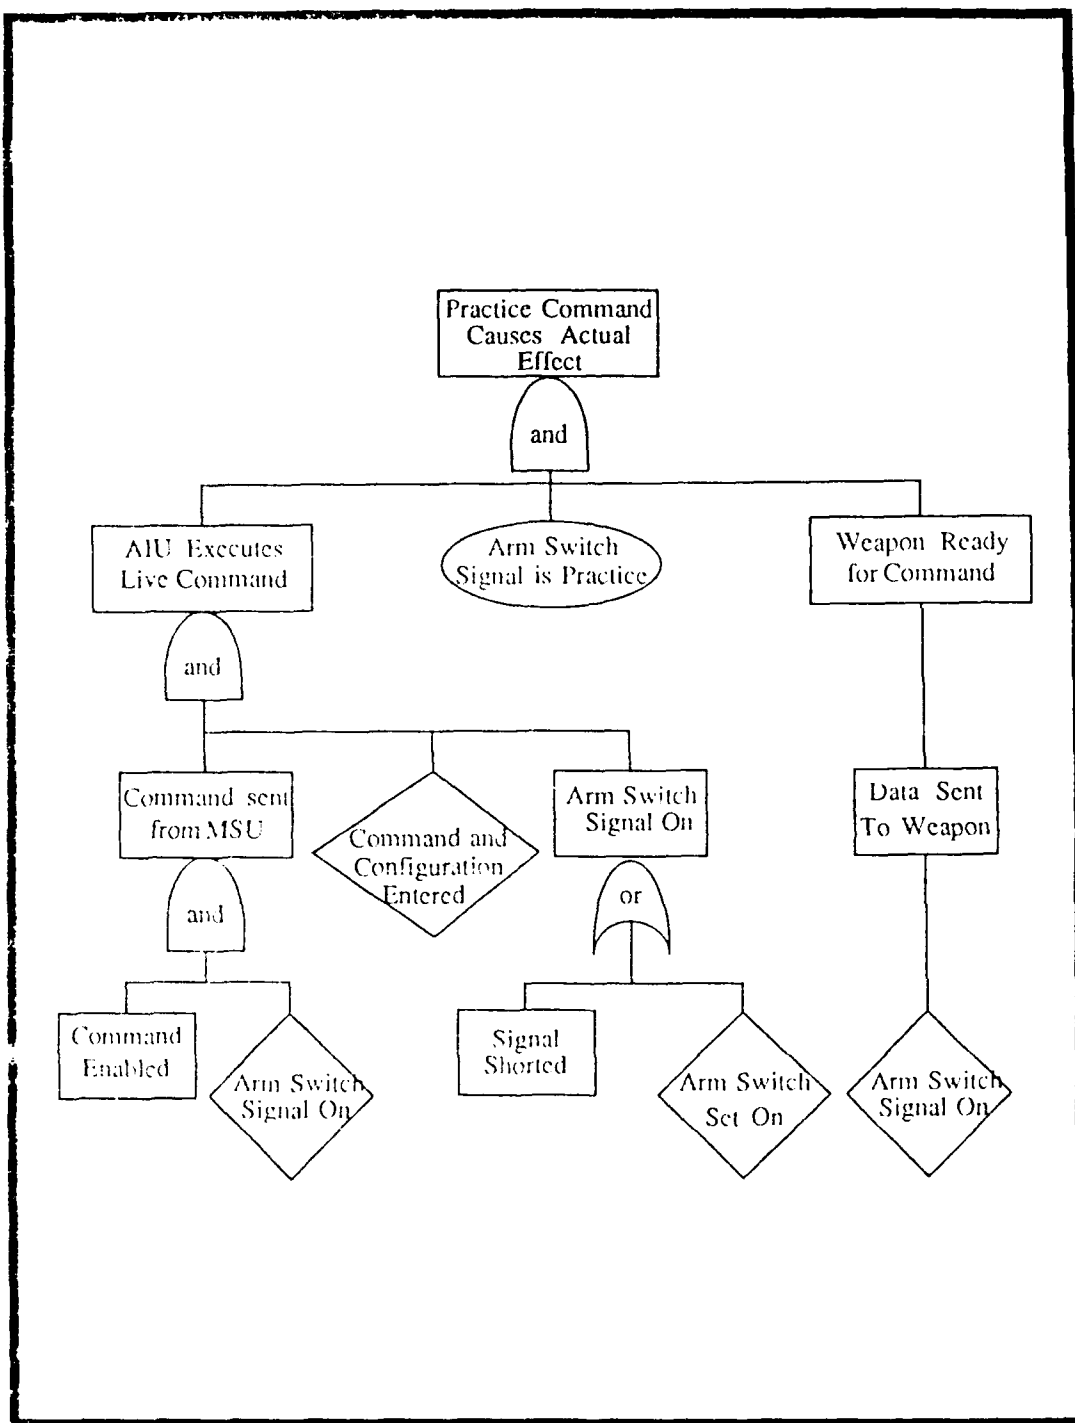 Practice Command
Causes Actual
Effect
and
AIU Executes
Live Command
Arm Switch
Signal is Practice
Weapon Ready
for Command
and
Command sent
from MSU
Command and
Configuration
Entered
Arm Switch
Signal On
Data Sent
To Weapon
and
or
Command
Enabled
Arm Switch
Signal On
Signal
Shorted
Arm Switch
Set On
Arm Switch
Signal On